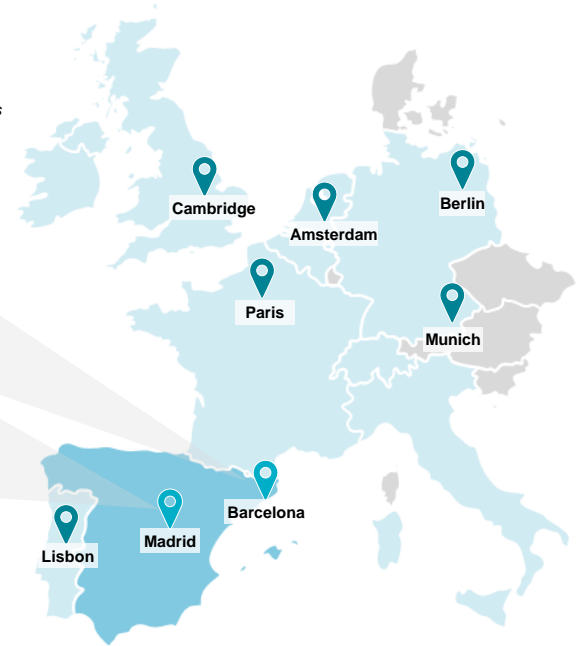 s
Cambridge
Berlin
Amsterdam
Paris
Munich
Barcelona
Madrid
Lisbon